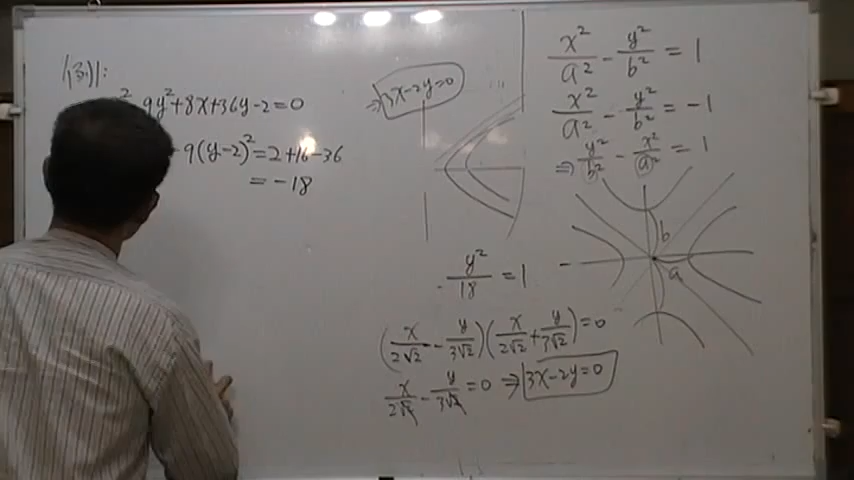 例1:
² 9y²+8x+36y-2=0
-9(y-2)²=2+16-36
=-18
⇒ 3x-2y=0
y²/18 = 1
(x/2√2 - y/3√2)(x/2√2 + y/3√2)=0
x/2√2 - y/3√2 = 0 ⇒ 3x-2y=0
x²/a² - y²/b² = 1
x²/a² - y²/b² = -1
⇒ y²/b² - x²/a² = 1
b
a